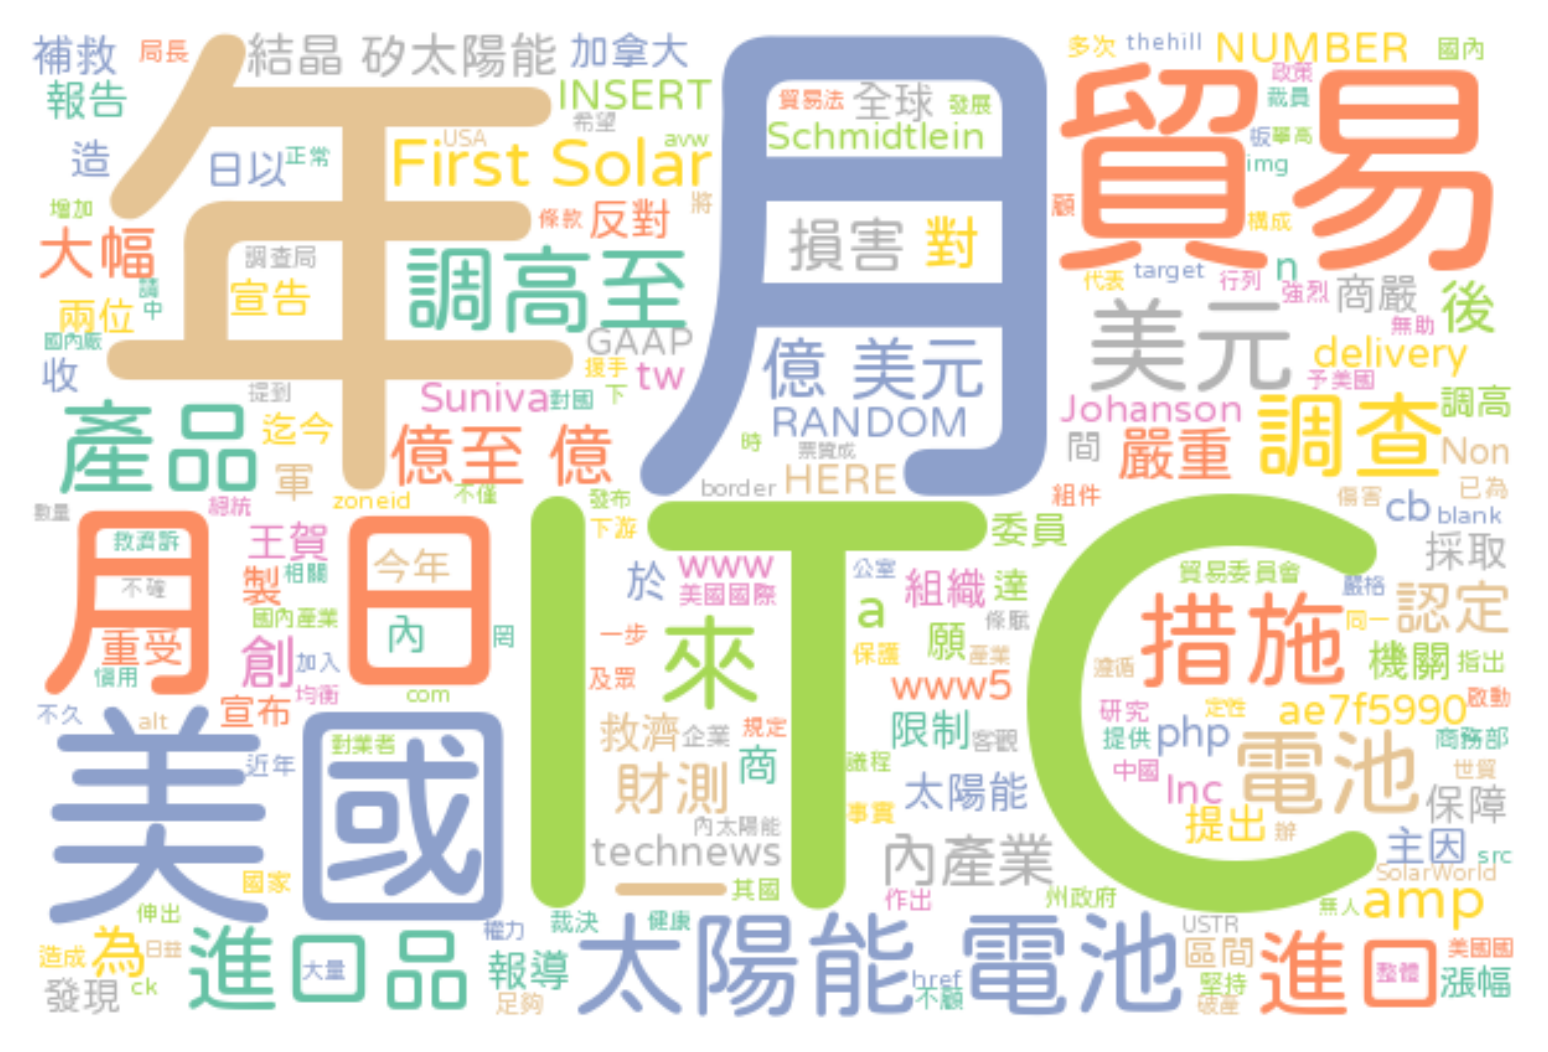 補救
局長
結晶 矽太陽能
加拿大
多次
thehill
NUMBER
國內
報告
年
INSERT
希望
月
貿易法
全球
發展
Schmidtlein
貿易
政策
裁員
板
舉高
img
造
日以
正常
USA
First Solar
avw
增加
大幅
調查局
條款
反對
將
損害
對
顧
構成
兩位
請
中
宣告
調高至
GAAP
代表
target
行列
n
強烈
商嚴
後
國內廠
收
提到
援手
tw
億 美元
美元
無助
delivery
予美國
產品
迄今
Suniva
對國
下
RANDOM
Johanson
調高
軍
億至 億
時
票贊成
HERE
間
嚴重
調查
Non
數量
總統
zoneid
不僅
發布
border
組件
傷害
已為
cb
blank
月 日
救濟訴
不確
重受
慣用
王賀
製
相關
國內產業
今年
內
罔
下游
ITC
委員
採取
創
加入
均衡
於
www
美國國際
公室
組織
達
貿易委員會
嚴格
認定
一步
來
a
願
條賦
產業
保護
措施
同一
機關
指出
不久
alt
宣布
com
及眾
www5
遵循
研究
定性
ae7f5990
啟動
美國
對業者
近年
救濟
企業
規定
限制
客觀
提供
php
電池
商務部
財測
商
議程
太陽能
中國
Inc
世貿
保障
內太陽能
事實
提出
辦
主因
src
technews
內產業
SolarWorld
國家
一
其國
作出
州政府
無人
amp
伸出
權力
裁決
健康
太陽能 電池
USTR
造成
為
日益
進口品
大量
報導
區間
進口
整體
美國國
發現
ck
足夠
href
不顧
堅持
破產
漲幅